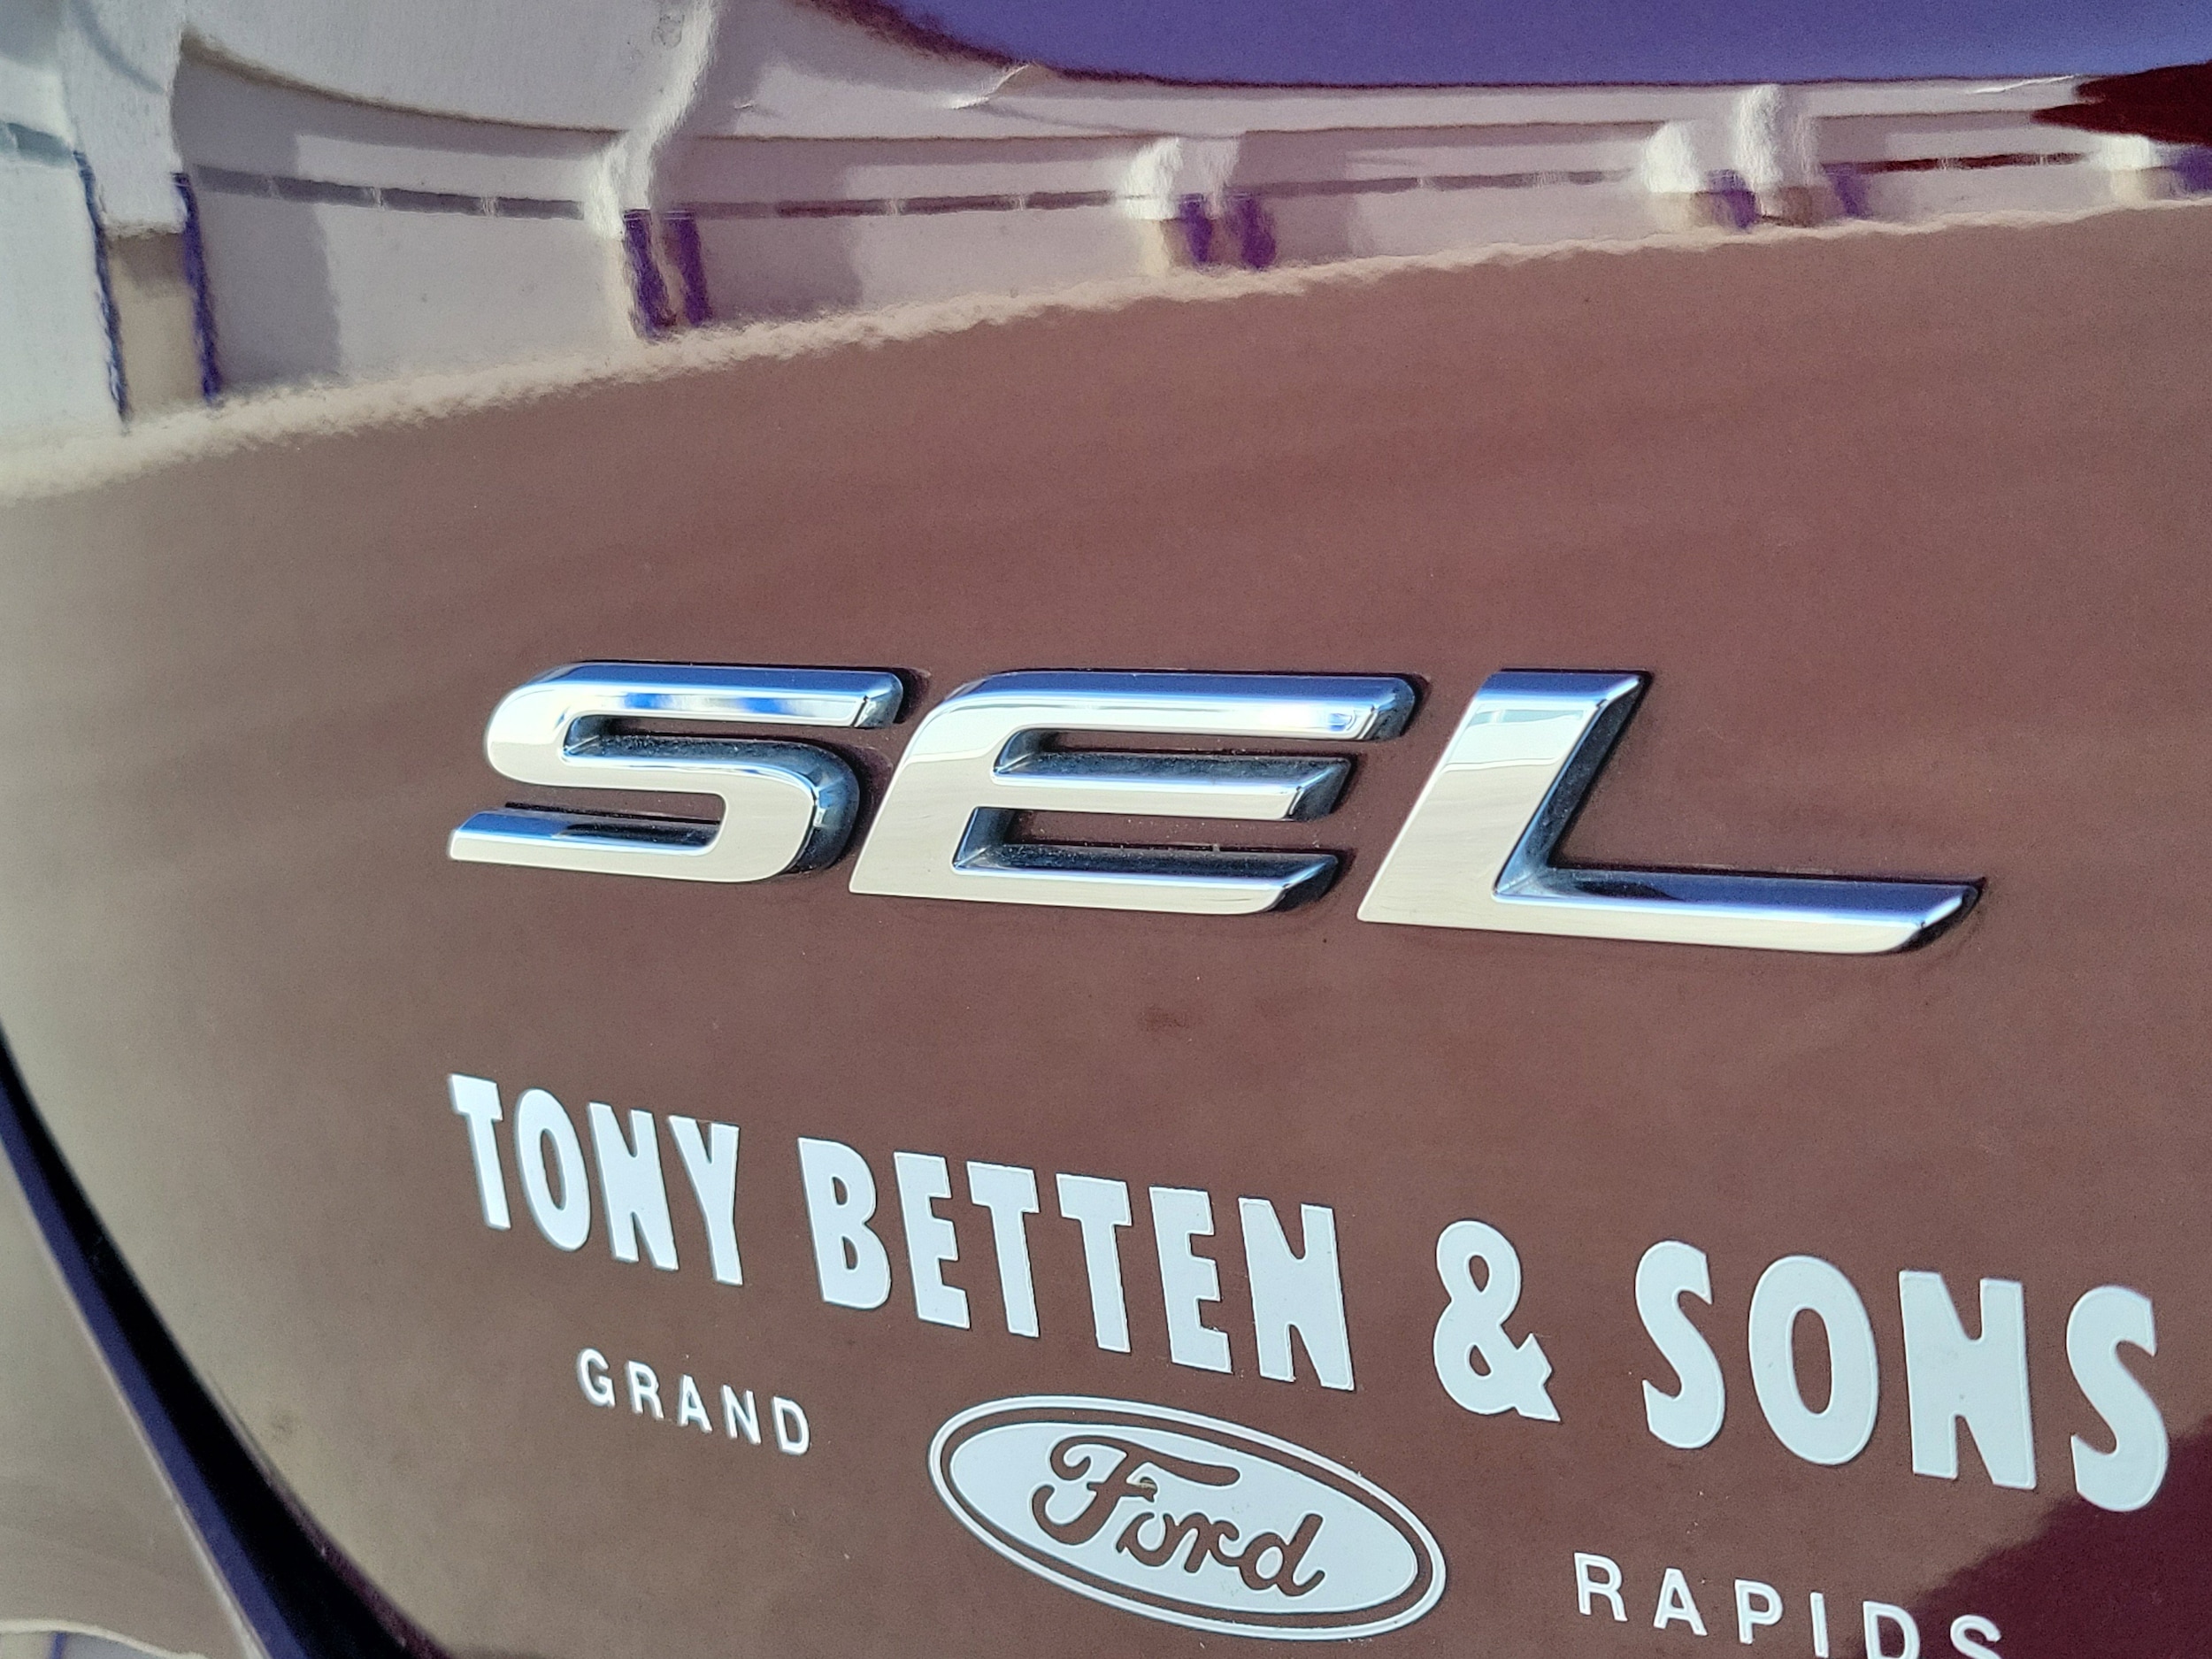 SEL
TONY BETTEN & SONS
GRAND Ford RAPIDS